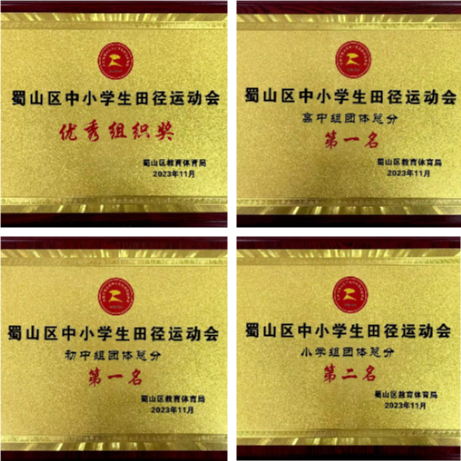 蜀山区中小学生田径运动会
优秀组织奖
蜀山区教育体育局
2023年11月
蜀山区中小学生田径运动会
高中组团体总分
第一名
蜀山区教育体育局
2023年11月
蜀山区中小学生田径运动会
初中组团体总分
第一名
蜀山区教育体育局
2023年11月
蜀山区中小学生田径运动会
小学组团体总分
第二名
蜀山区教育体育局
2023年11月